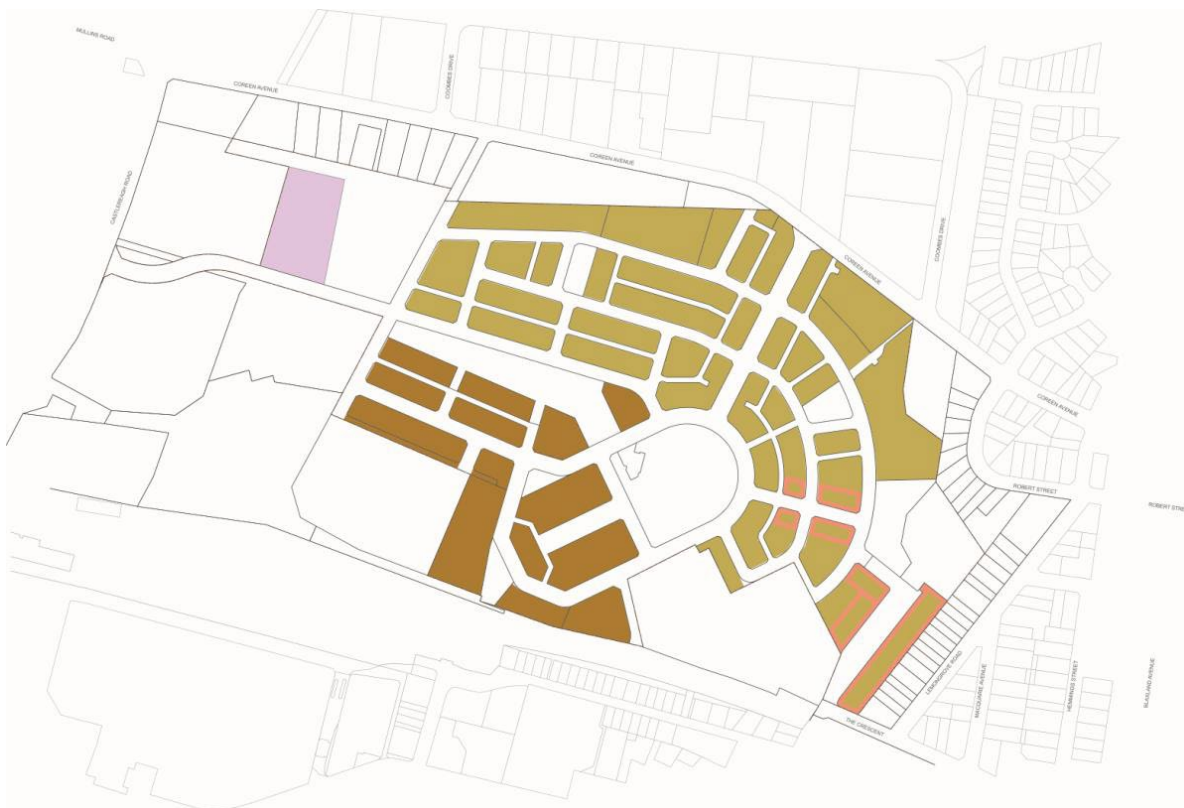 MULLINS ROAD
COREEN AVENUE
COOMBES DRIVE
COREEN AVENUE
CASTLEREAGH ROAD
COOMBES DRIVE
COREEN AVENUE
COREEN AVENUE
ROBERT STREET
ROBERT STRE
LEMONGROVE ROAD
MACQUARIE AVENUE
HEMMINGS STREET
BLAXLAND AVENUE
THE CRESCENT